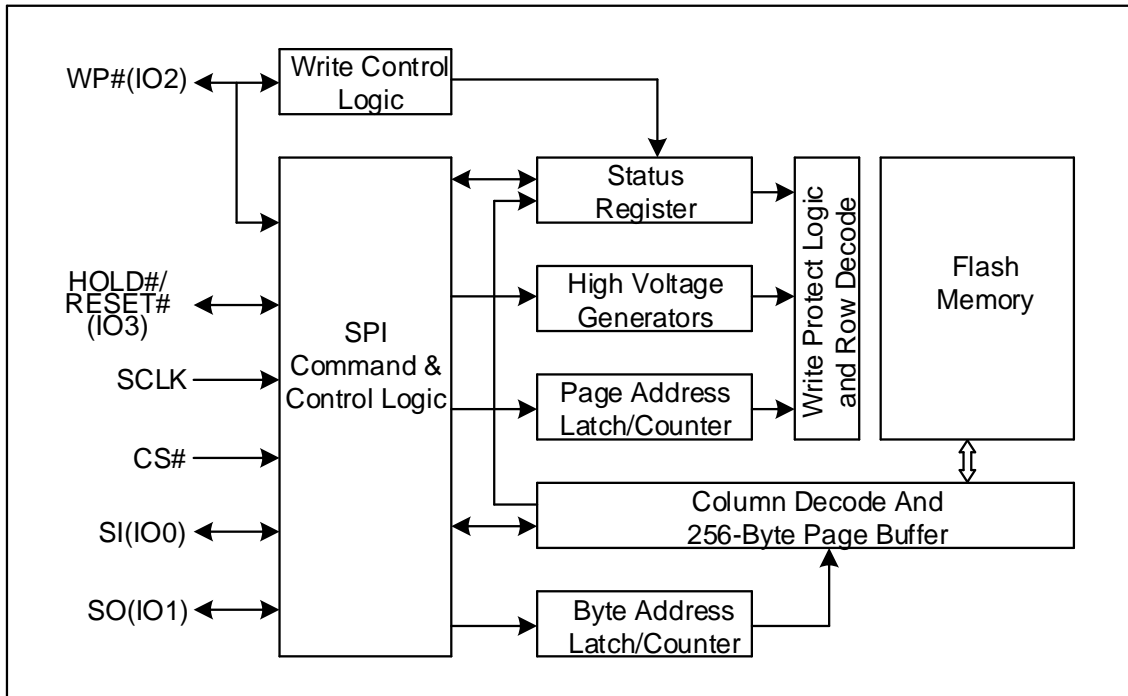 WP#(IO2)
Write Control
Logic
HOLD#/
RESET#
(IO3)
SCLK
CS#
SI(IO0)
SO(IO1)
SPI
Command &
Control Logic
Status
Register
High Voltage
Generators
Page Address
Latch/Counter
Write Protect Logic
and Row Decode
Flash
Memory
Column Decode And
256-Byte Page Buffer
Byte Address
Latch/Counter